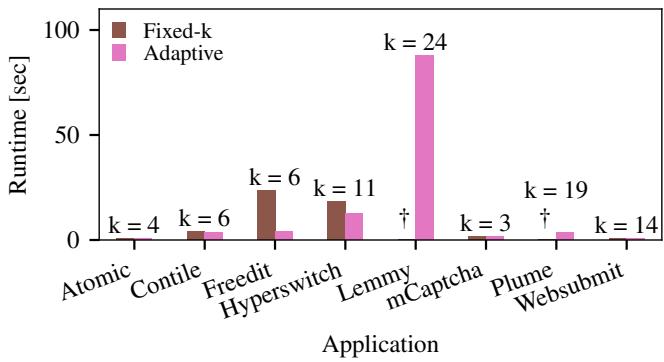 Fixed-k
Adaptive
Runtime [sec]
100
50
0
k = 4
k = 6
k = 6
k = 11
†
k = 24
k = 3
†
k = 19
k = 14
Atomic
Contile
Freedit
Hyperswitch
Lemmy
mCaptcha
Plume
Websubmit
Application